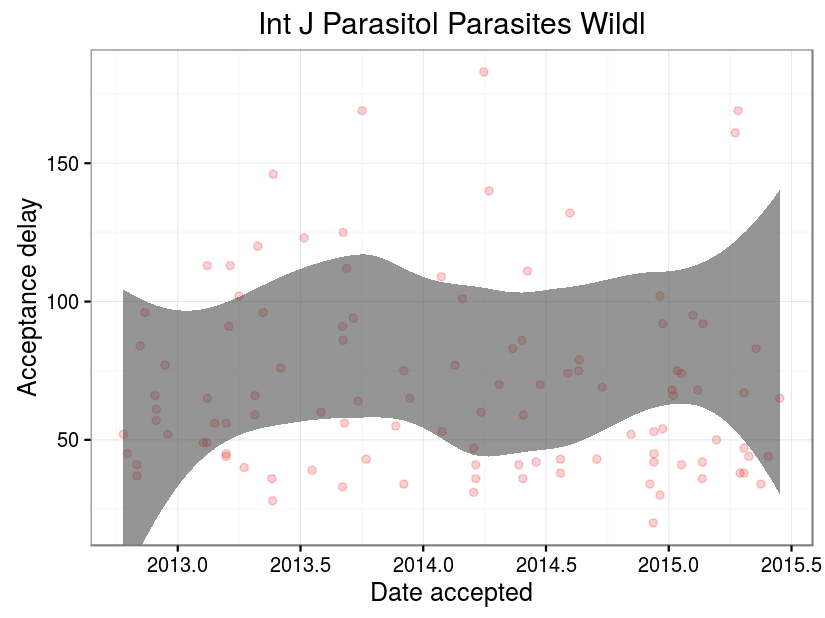 Int J Parasitol Parasites Wildl
Acceptance delay
150
100
50
2013.0 2013.5 2014.0 2014.5 2015.0 2015.5
Date accepted